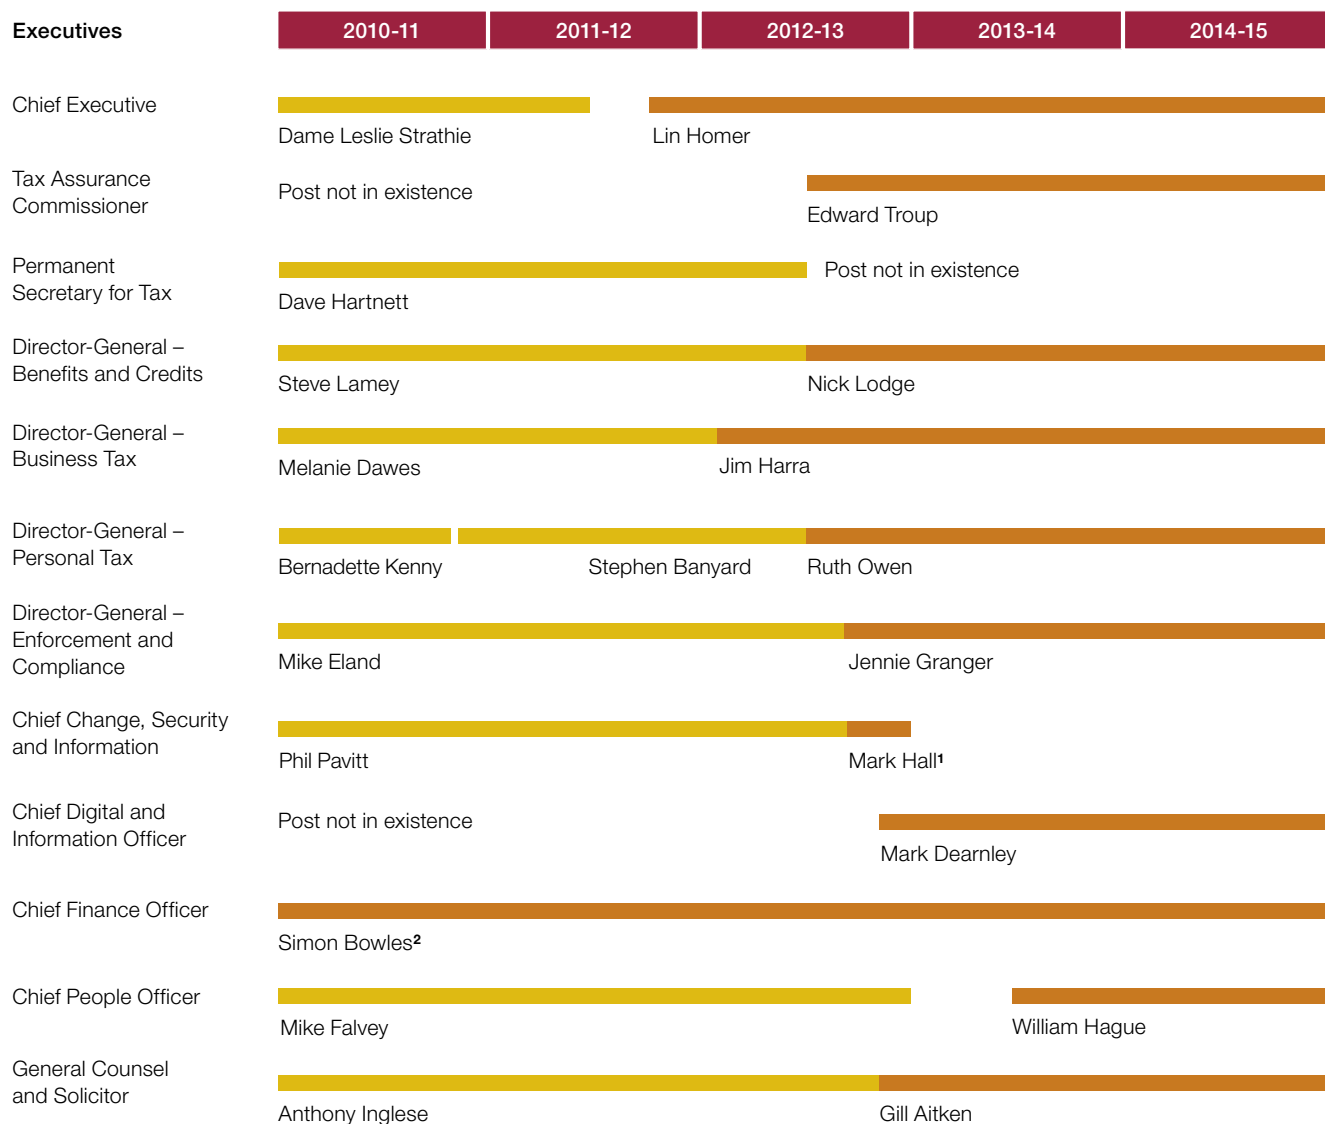 Executives
2010-11
2011-12
2012-13
2013-14
2014-15
Chief Executive
Dame Leslie Strathie
Lin Homer
Tax Assurance
Commissioner
Post not in existence
Edward Troup
Permanent
Secretary for Tax
Post not in existence
Dave Hartnett
Director-General –
Benefits and Credits
Steve Lamey
Nick Lodge
Director-General –
Business Tax
Melanie Dawes
Jim Harra
Director-General –
Personal Tax
Bernadette Kenny
Stephen Banyard
Ruth Owen
Director-General –
Enforcement and
Compliance
Mike Eland
Jennie Granger
Chief Change, Security
and Information
Phil Pavitt
Mark Hall¹
Chief Digital and
Information Officer
Post not in existence
Mark Dearnley
Chief Finance Officer
Simon Bowles²
Chief People Officer
Mike Falvey
William Hague
General Counsel
and Solicitor
Anthony Inglese
Gill Aitken